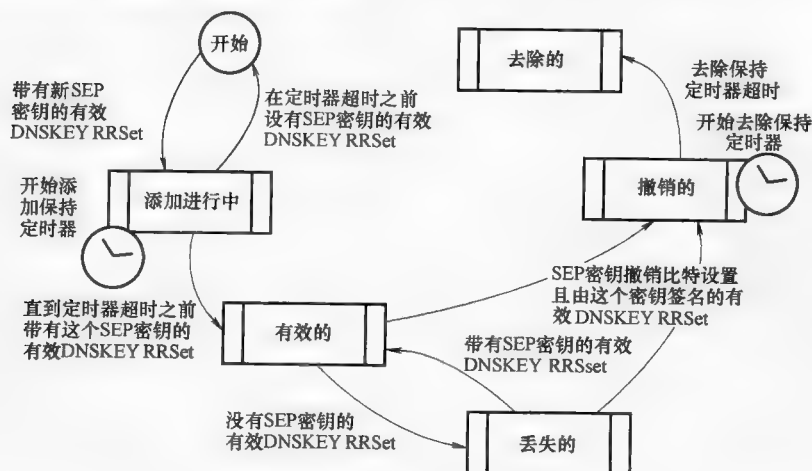 开始
去除的
带有新SEP
密钥的有效
DNSKEY RRSet
在定时器超时之前
设有SEP密钥的有效
DNSKEY RRSet
去除保持
定时器超时
开始去除保持
定时器
开始添
加保持
定时器
添加进行中
撤销的
直到定时器超时之前
带有这个SEP密钥的
有效DNSKEY RRSet
有效的
SEP密钥撤销比特设置
且由这个密钥签名的有
效DNSKEY RRSet
带有SEP密钥的有效
DNSKEY RRSset
没有SEP密钥的
有效DNSKEY RRSet
丢失的